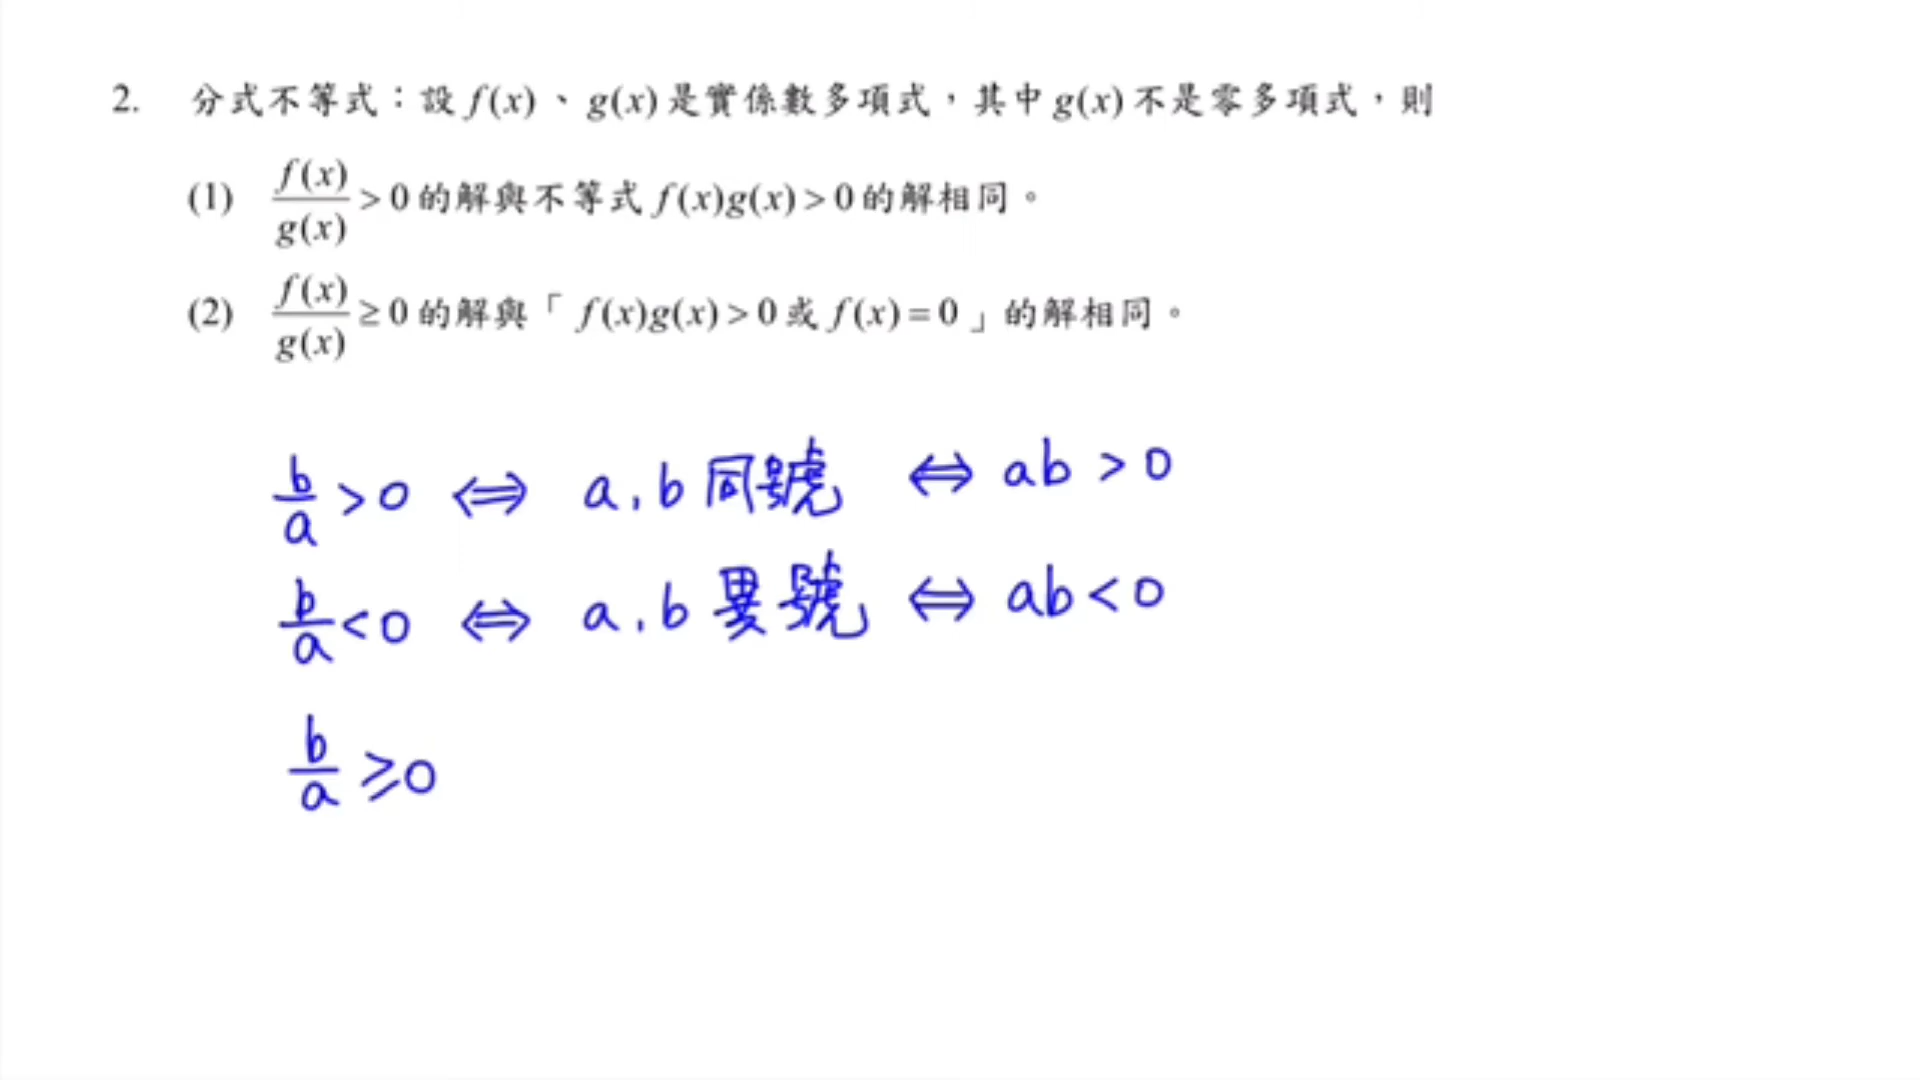 2. 分式不等式：設 f(x)、g(x) 是實係數多項式，其中 g(x) 不是零多項式，則
(1) f(x)/g(x) > 0 的解與不等式 f(x)g(x) > 0 的解相同。
(2) f(x)/g(x) ≥ 0 的解與「f(x)g(x) > 0 或 f(x) = 0」的解相同。
b/a > 0 ⇔ a, b 同號 ⇔ ab > 0
b/a < 0 ⇔ a, b 異號 ⇔ ab < 0
b/a ≥ 0